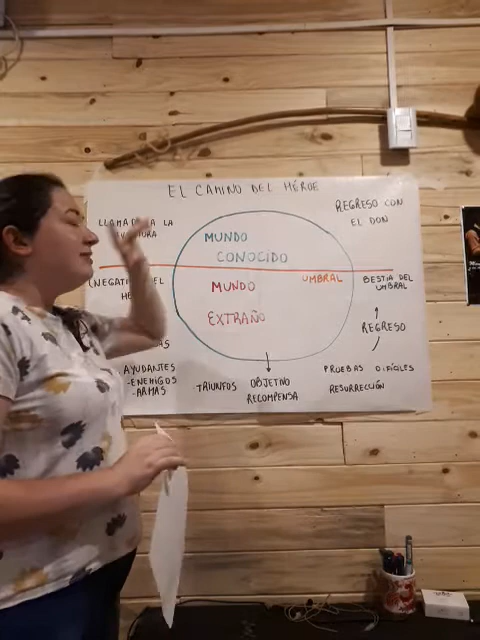 EL CAMINO DEL HÉROE
REGRESO CON
EL DON
LA
MUNDO
CONOCIDO
UMBRAL
MUNDO
EXTRAÑO
BESTIA DEL
UMBRAL
REGRESO
AYUDANTES
-ENEMIGOS
-ARMAS
-TRIUNFOS
OBJETIVO
RECOMPENSA
PRUEBAS DIFÍCILES
RESURRECCIÓN